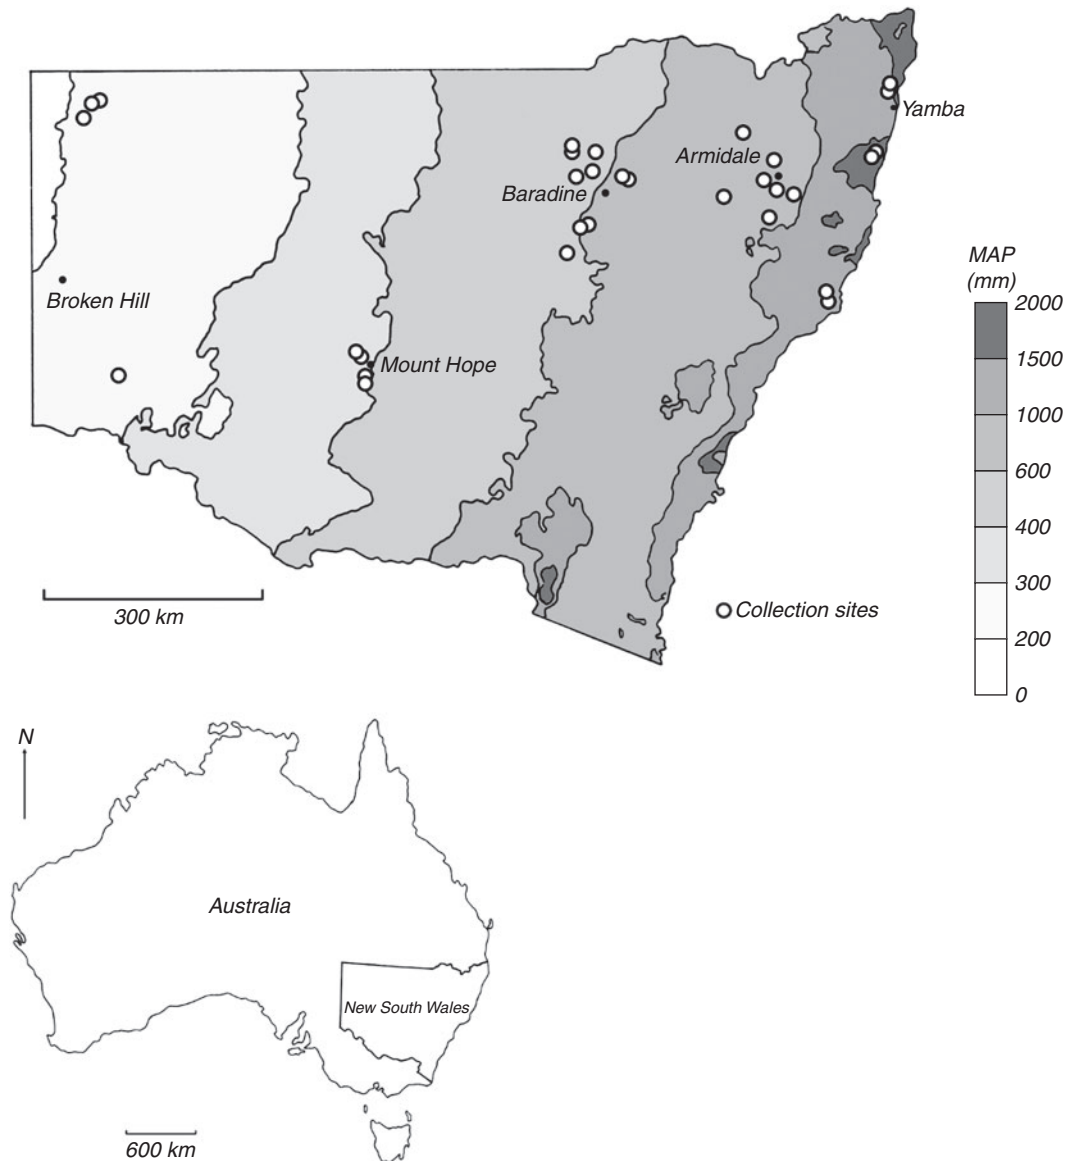 Yamba
Armidale
Baradine
Broken Hill
Mount Hope
MAP
(mm)
2000
1500
1000
600
400
300
200
0
300 km
Collection sites
N
Australia
New South Wales
600 km